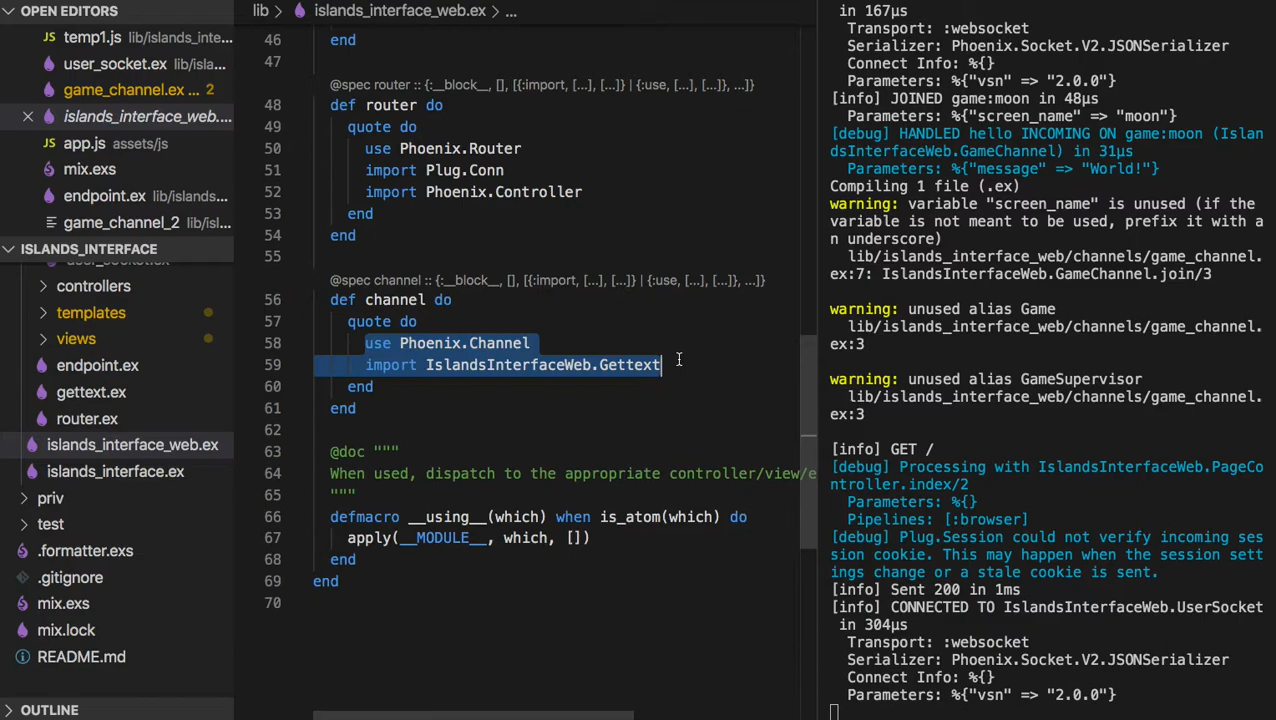 OPEN EDITORS
temp1.js lib/islands_inte...
user_socket.ex lib/isla...
game_channel.ex ... 2
islands_interface_web....
app.js assets/js
mix.exs
endpoint.ex lib/islands...
game_channel_2 lib/isl...
ISLANDS_INTERFACE
user_socket.ex
controllers
templates
views
endpoint.ex
gettext.ex
router.ex
islands_interface_web.ex
islands_interface.ex
priv
test
.formatter.exs
.gitignore
mix.exs
mix.lock
README.md
OUTLINE
lib > islands_interface_web.ex > ...
46 end
47
@spec router :: {:__block__, [], [{:import, [...], [...]} | {:use, [...], [...]}, ...]}
48 def router do
49 quote do
50 use Phoenix.Router
51 import Plug.Conn
52 import Phoenix.Controller
53 end
54 end
55
@spec channel :: {:__block__, [], [{:import, [...], [...]} | {:use, [...], [...]}, ...]}
56 def channel do
57 quote do
58 use Phoenix.Channel
59 import IslandsInterfaceWeb.Gettext
60 end
61 end
62
63 @doc """
64 When used, dispatch to the appropriate controller/view/e
65 """
66 defmacro __using__(which) when is_atom(which) do
67 apply(__MODULE__, which, [])
68 end
69 end
70
in 167µs
Transport: :websocket
Serializer: Phoenix.Socket.V2.JSONSerializer
Connect Info: %{}
Parameters: %{"vsn" => "2.0.0"}
[info] JOINED game:moon in 48µs
Parameters: %{"screen_name" => "moon"}
[debug] HANDLED hello INCOMING ON game:moon (Islan
dsInterfaceWeb.GameChannel) in 31µs
Parameters: %{"message" => "World!"}
Compiling 1 file (.ex)
warning: variable "screen_name" is unused (if the
variable is not meant to be used, prefix it with a
n underscore)
lib/islands_interface_web/channels/game_channel.
ex:7: IslandsInterfaceWeb.GameChannel.join/3
warning: unused alias Game
lib/islands_interface_web/channels/game_channel.
ex:3
warning: unused alias GameSupervisor
lib/islands_interface_web/channels/game_channel.
ex:3
[info] GET /
[debug] Processing with IslandsInterfaceWeb.PageCo
ntroller.index/2
Parameters: %{}
Pipelines: [:browser]
[debug] Plug.Session could not verify incoming ses
sion cookie. This may happen when the session sett
ings change or a stale cookie is sent.
[info] Sent 200 in 1ms
[info] CONNECTED TO IslandsInterfaceWeb.UserSocket
in 304µs
Transport: :websocket
Serializer: Phoenix.Socket.V2.JSONSerializer
Connect Info: %{}
Parameters: %{"vsn" => "2.0.0"}